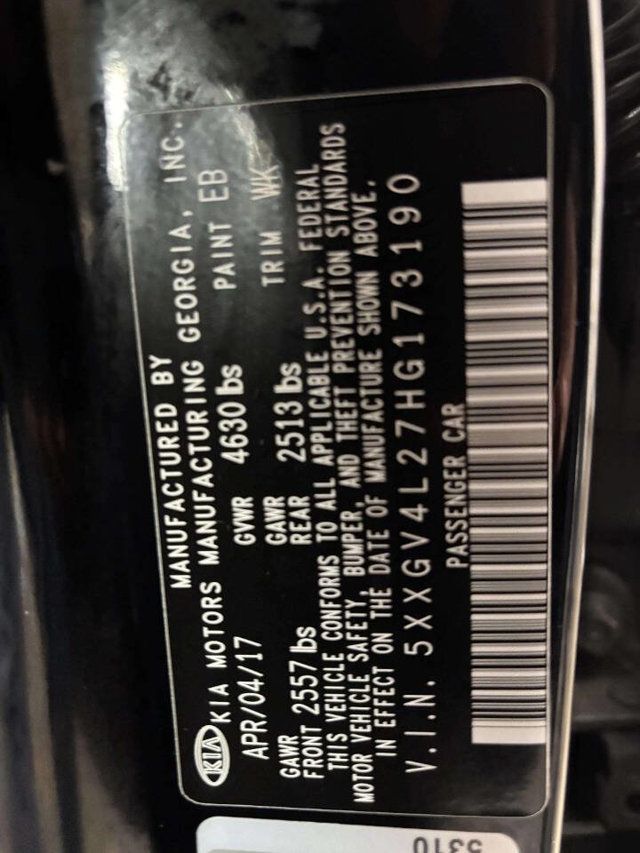 MANUFACTURED BY
KIA KIA MOTORS MANUFACTURING GEORGIA, INC.
APR/04/17 GVWR 4630 lbs PAINT EB
GAWR FRONT 2557 lbs GAWR REAR 2513 lbs TRIM WK
THIS VEHICLE CONFORMS TO ALL APPLICABLE U.S.A. FEDERAL
MOTOR VEHICLE SAFETY, BUMPER, AND THEFT PREVENTION STANDARDS
IN EFFECT ON THE DATE OF MANUFACTURE SHOWN ABOVE.
V.I.N. 5XXGV4L27HG173190
PASSENGER CAR
5310